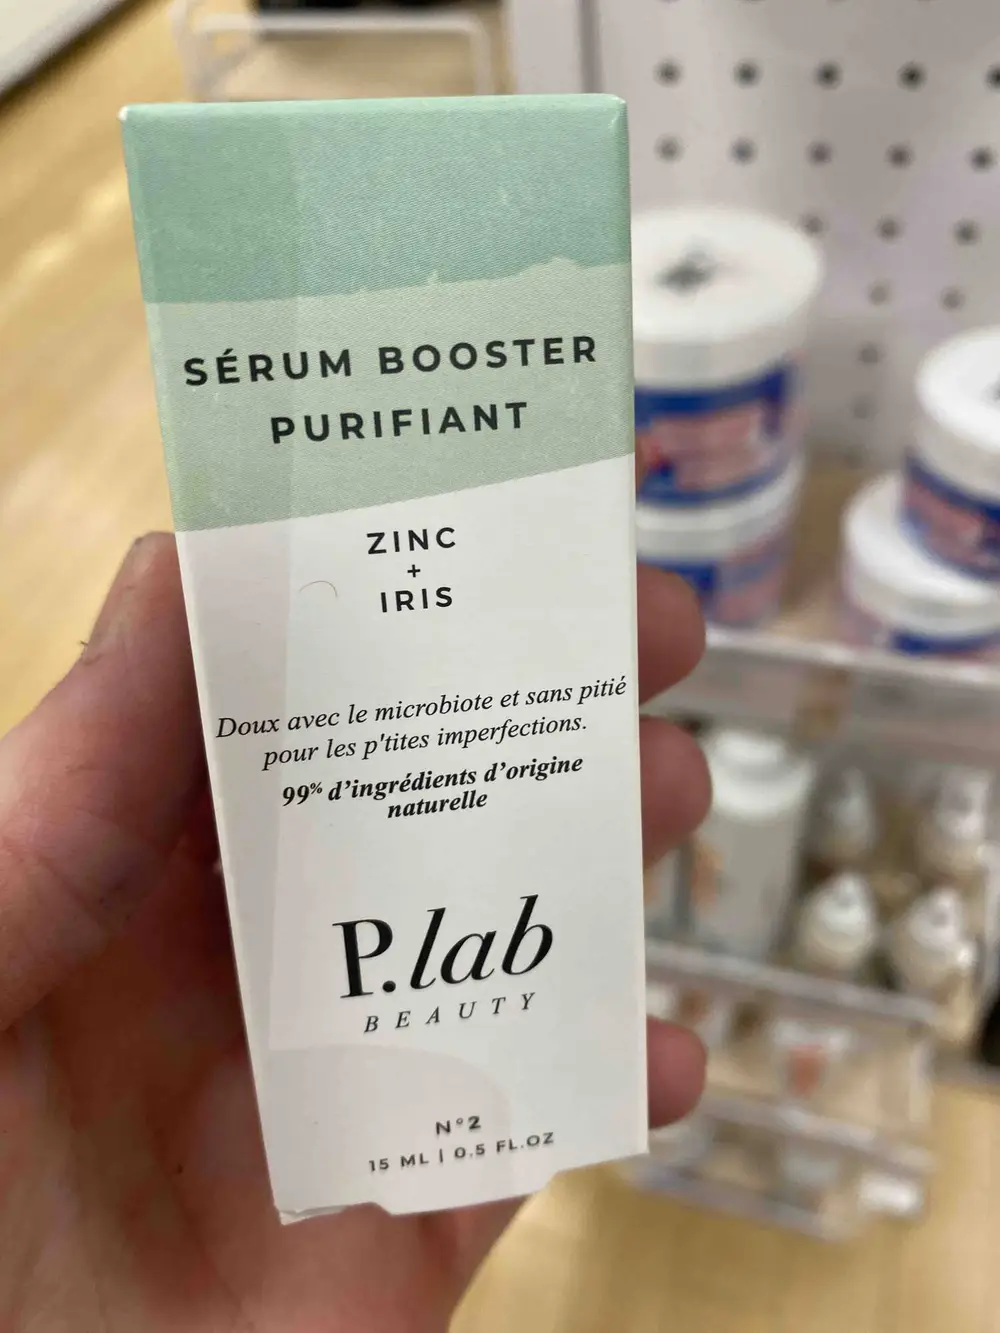 SÉRUM BOOSTER
PURIFIANT
ZINC
+
IRIS
Doux avec le microbiote et sans pitié
pour les p'tites imperfections.
99% d'ingrédients d'origine
naturelle
P.lab
BEAUTY
N°2
15 ML | 0.5 FL.OZ